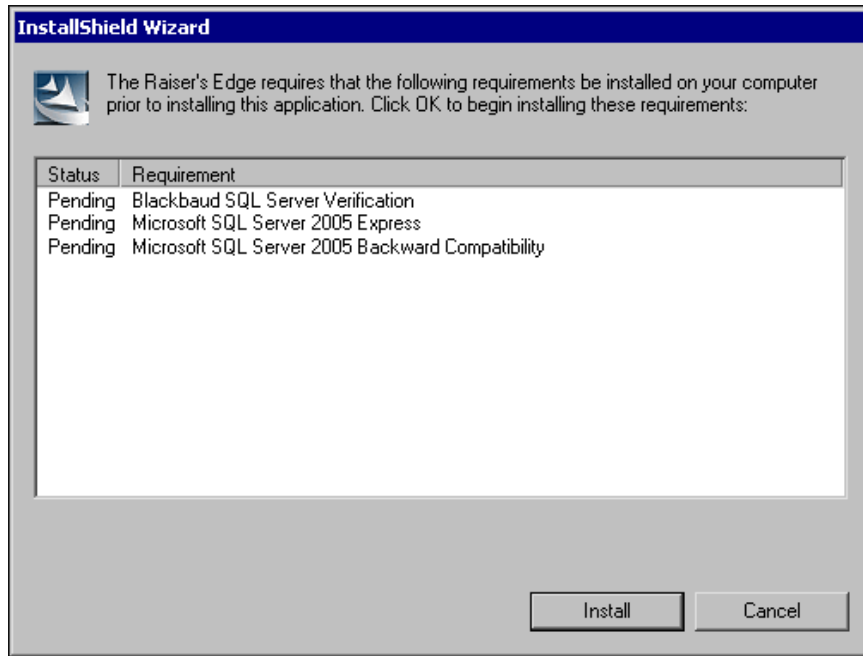 InstallShield Wizard
The Raiser's Edge requires that the following requirements be installed on your computer
prior to installing this application. Click OK to begin installing these requirements:
Status Requirement
Pending Blackbaud SQL Server Verification
Pending Microsoft SQL Server 2005 Express
Pending Microsoft SQL Server 2005 Backward Compatibility
Install Cancel